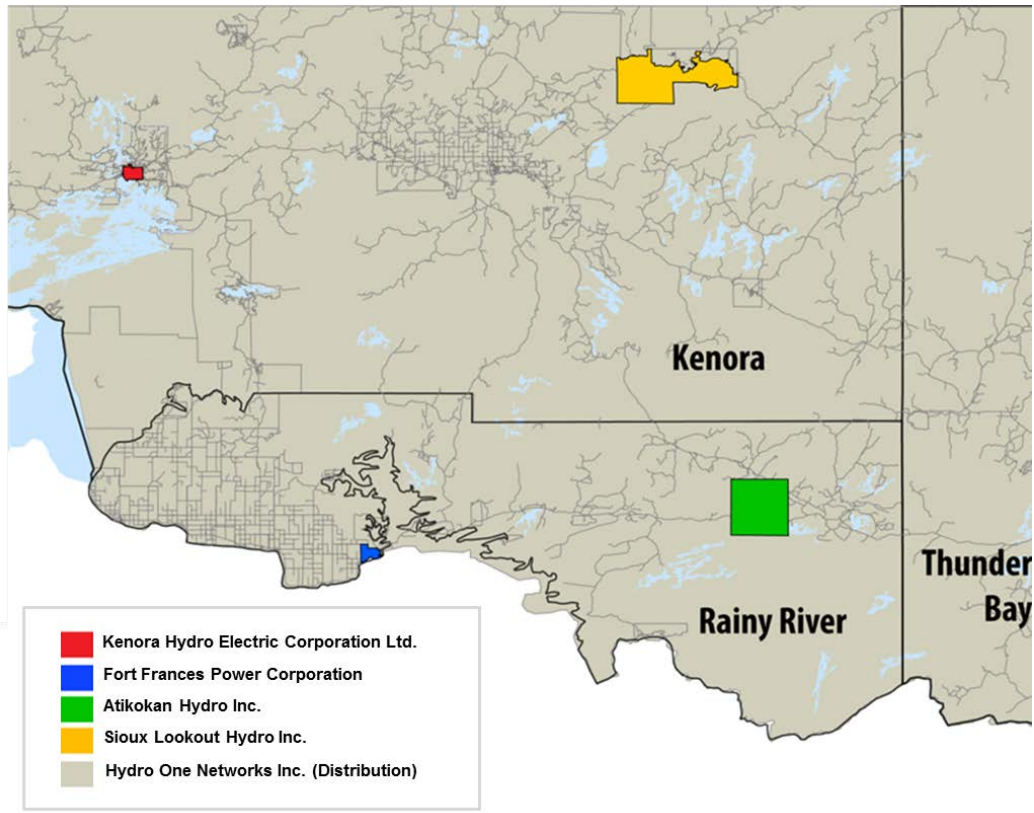 Kenora
Thunder
Bay
Rainy River
Kenora Hydro Electric Corporation Ltd.
Fort Frances Power Corporation
Atikokan Hydro Inc.
Sioux Lookout Hydro Inc.
Hydro One Networks Inc. (Distribution)